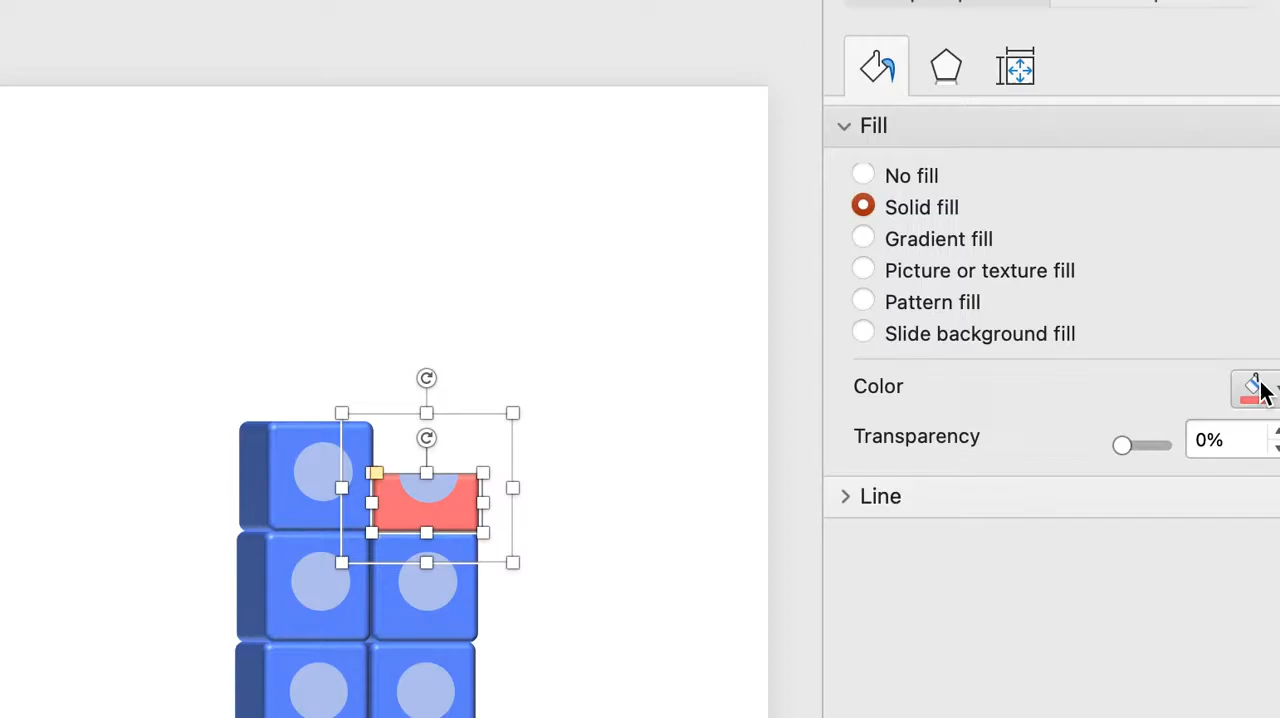 Fill
No fill
Solid fill
Gradient fill
Picture or texture fill
Pattern fill
Slide background fill
Color
Transparency
0%
Line